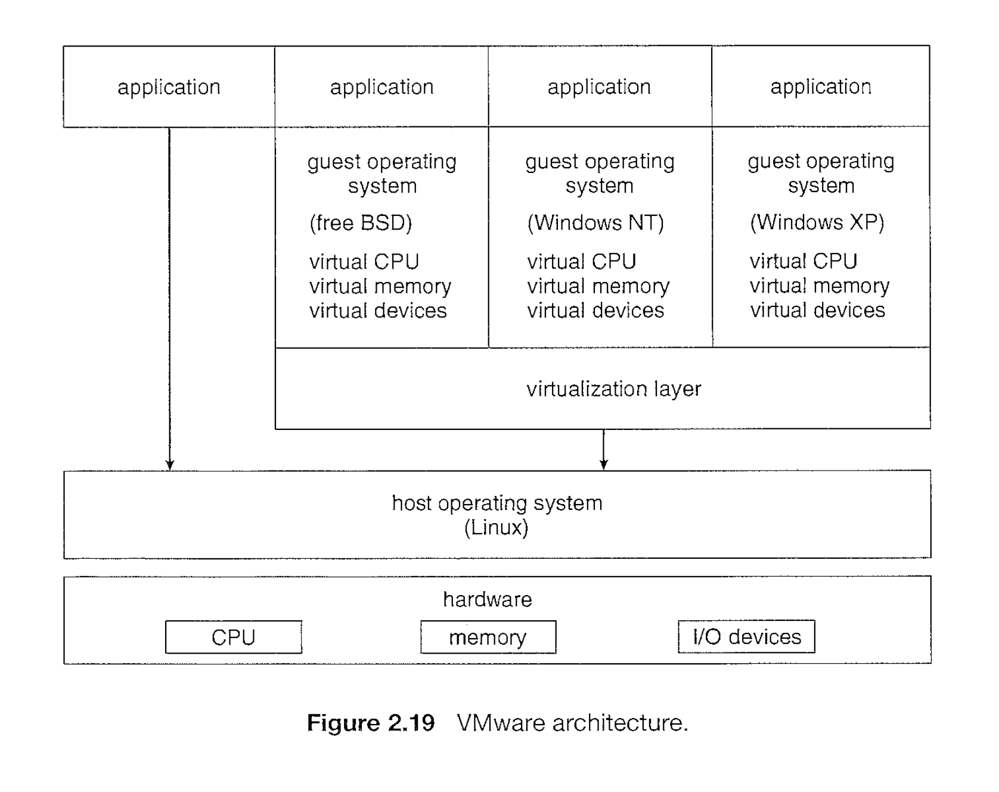 application
application
application
application
guest operating
system
(free BSD)
virtual CPU
virtual memory
virtual devices
guest operating
system
(Windows NT)
virtual CPU
virtual memory
virtual devices
guest operating
system
(Windows XP)
virtual CPU
virtual memory
virtual devices
virtualization layer
host operating system
(Linux)
hardware
CPU
memory
I/O devices
Figure 2.19 VMware architecture.